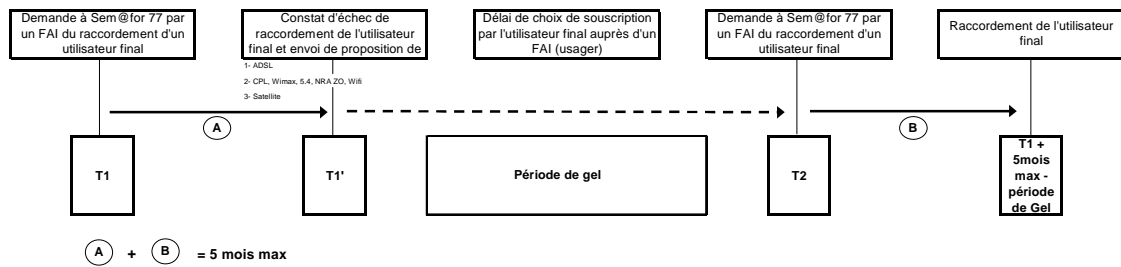 Demande à Sem@for 77 par
un FAI du raccordement d'un
utilisateur final
Constat d'échec de
raccordement de l'utilisateur
final et envoi de proposition de
1- ADSL
2- CPL, Wimax, 5.4, NRA ZO, Wifi
3- Satellite
Délai de choix de souscription
par l'utilisateur final auprès d'un
FAI (usager)
Demande à Sem@for 77 par
un FAI du raccordement d'un
utilisateur final
Raccordement de l'utilisateur
final
A
B
T1
T1'
Période de gel
T2
T1 +
5mois
max -
période
de Gel
A + B = 5 mois max